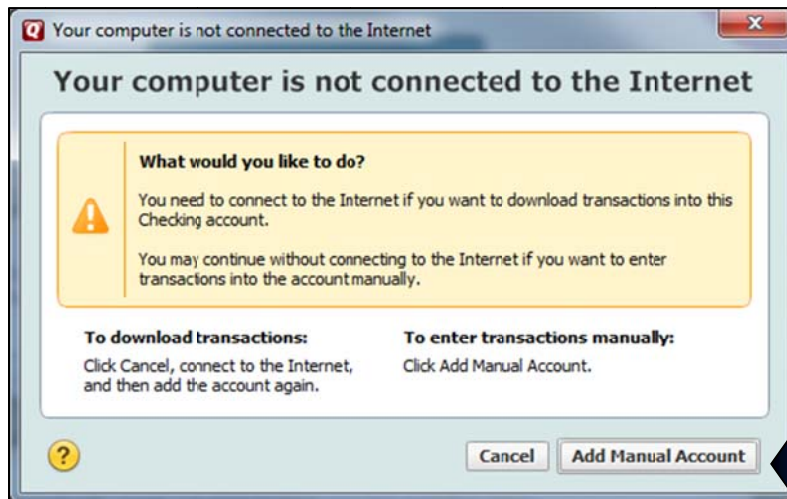 Your computer is not connected to the Internet
Your computer is not connected to the Internet
What would you like to do?
You need to connect to the Internet if you want to download transactions into this
Checking account.
You may continue without connecting to the Internet if you want to enter
transactions into the account manually.
To download transactions:
Click Cancel, connect to the Internet,
and then add the account again.
To enter transactions manually:
Click Add Manual Account.
Cancel
Add Manual Account